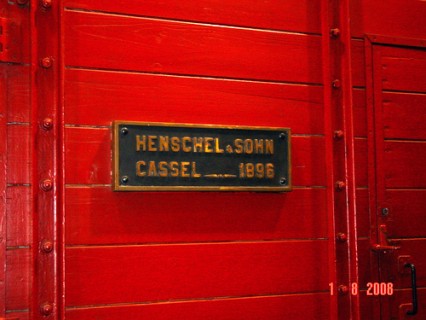 HENSCHEL & SOHN
CASSEL 1896
1 8 2008